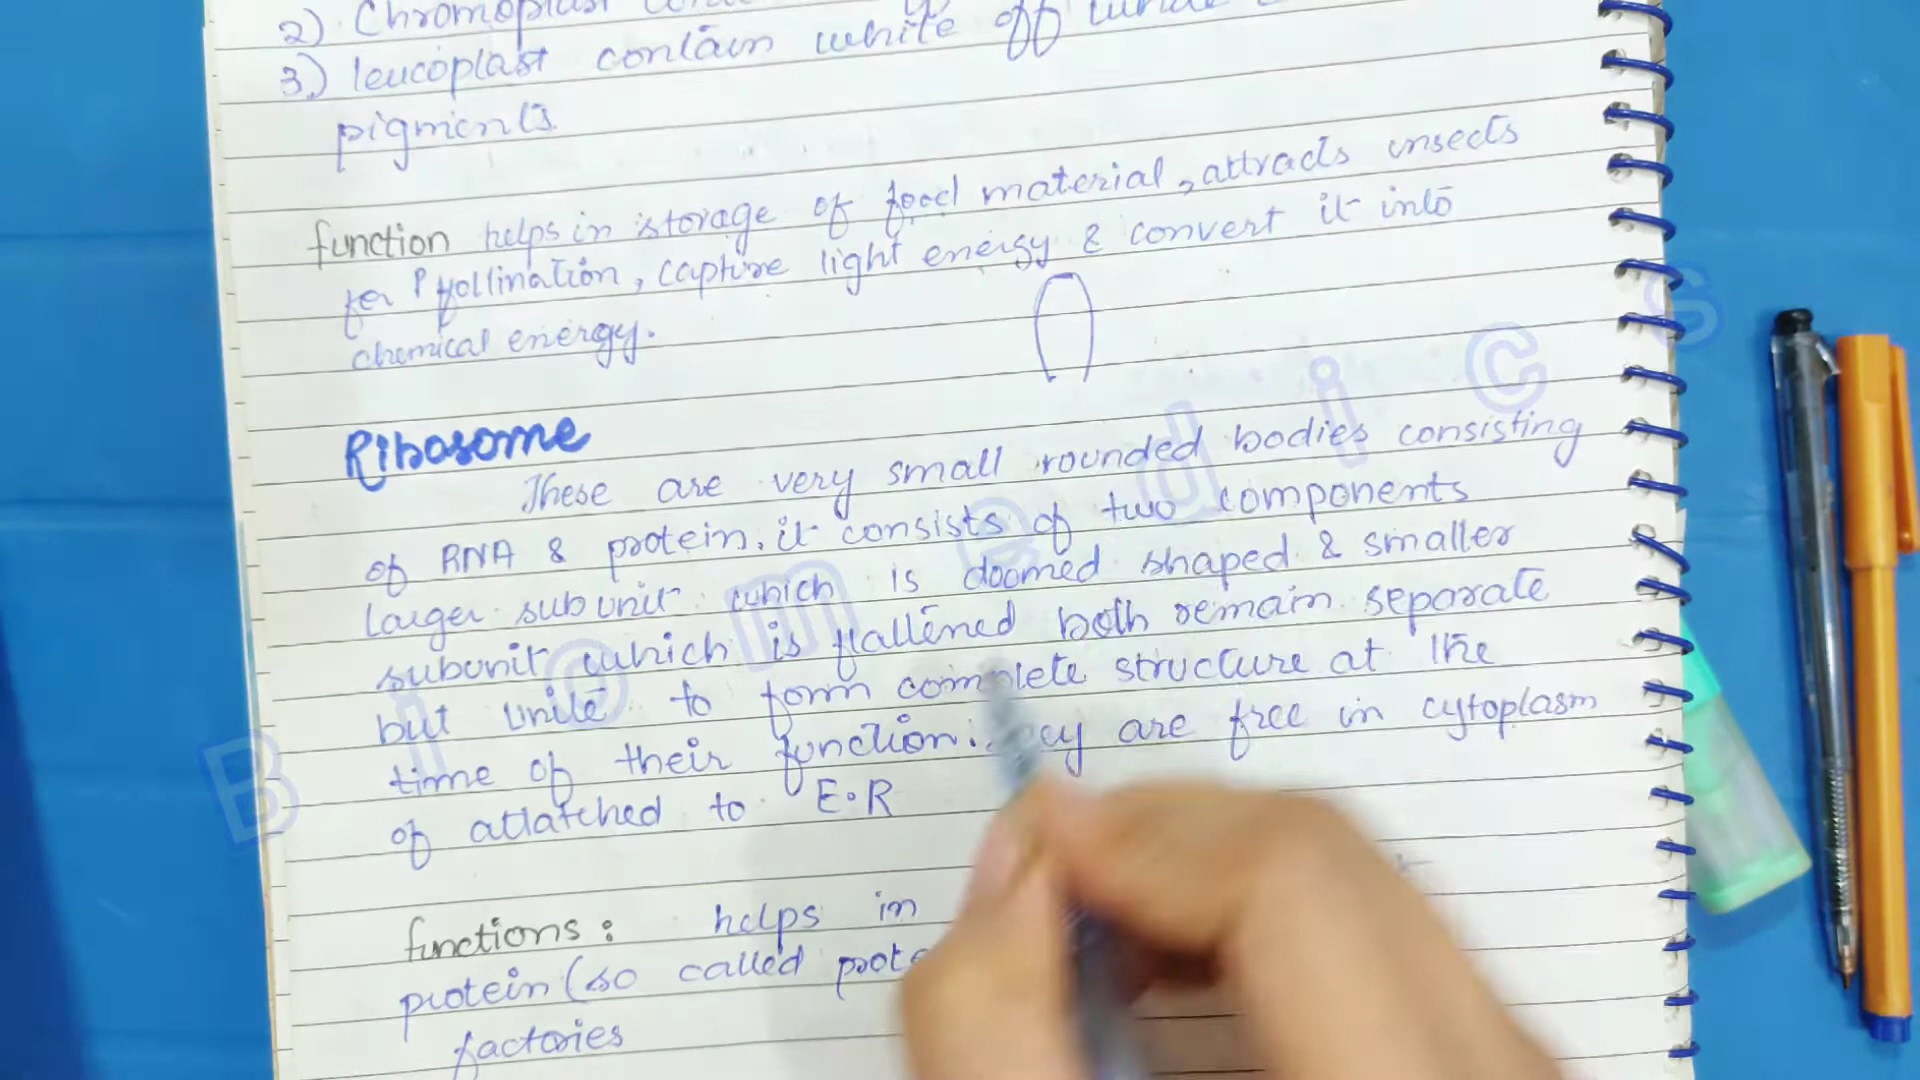 2) Chromoplast
3) leucoplast contain white off
pigments
function helps in storage of food material, attracts insects
for Pollination, capture light energy & convert it into
chemical energy.
Ribosome
These are very small rounded bodies consisting
of RNA & protein. it consists of two components
larger subunit which is doomed shaped & smaller
subunit which is flattened both remain separate
but unite to form complete structure at the
time of their function. are free in cytoplasm
of attatched to E.R
functions: helps in
protein (so called
factories
Biomedics